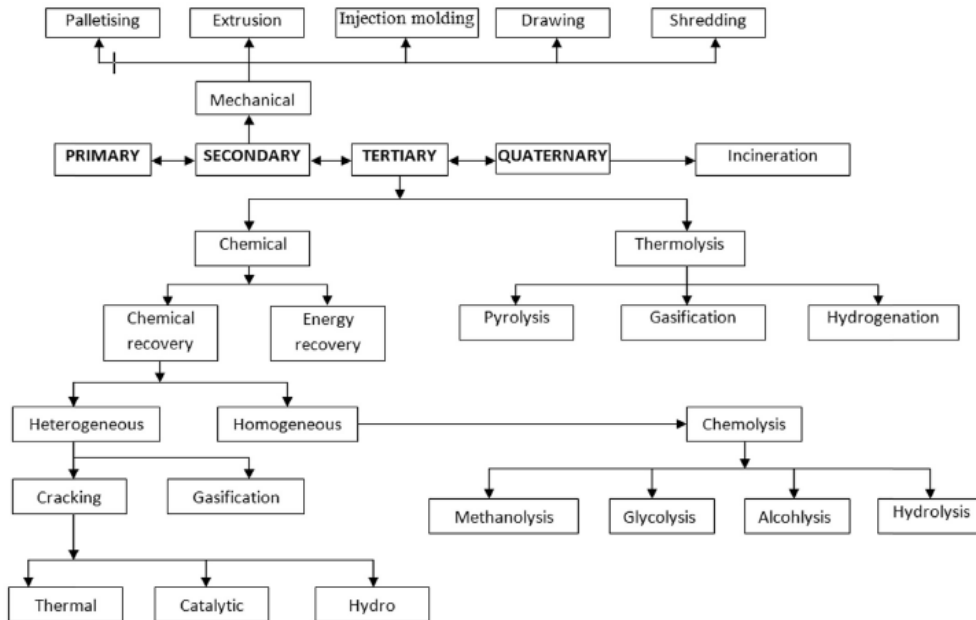 Palletising
Extrusion
Injection molding
Drawing
Shredding
Mechanical
PRIMARY
SECONDARY
TERTIARY
QUATERNARY
Incineration
Chemical
Thermolysis
Chemical
recovery
Energy
recovery
Pyrolysis
Gasification
Hydrogenation
Heterogeneous
Homogeneous
Chemolysis
Cracking
Gasification
Methanolysis
Glycolysis
Alcohlysis
Hydrolysis
Thermal
Catalytic
Hydro